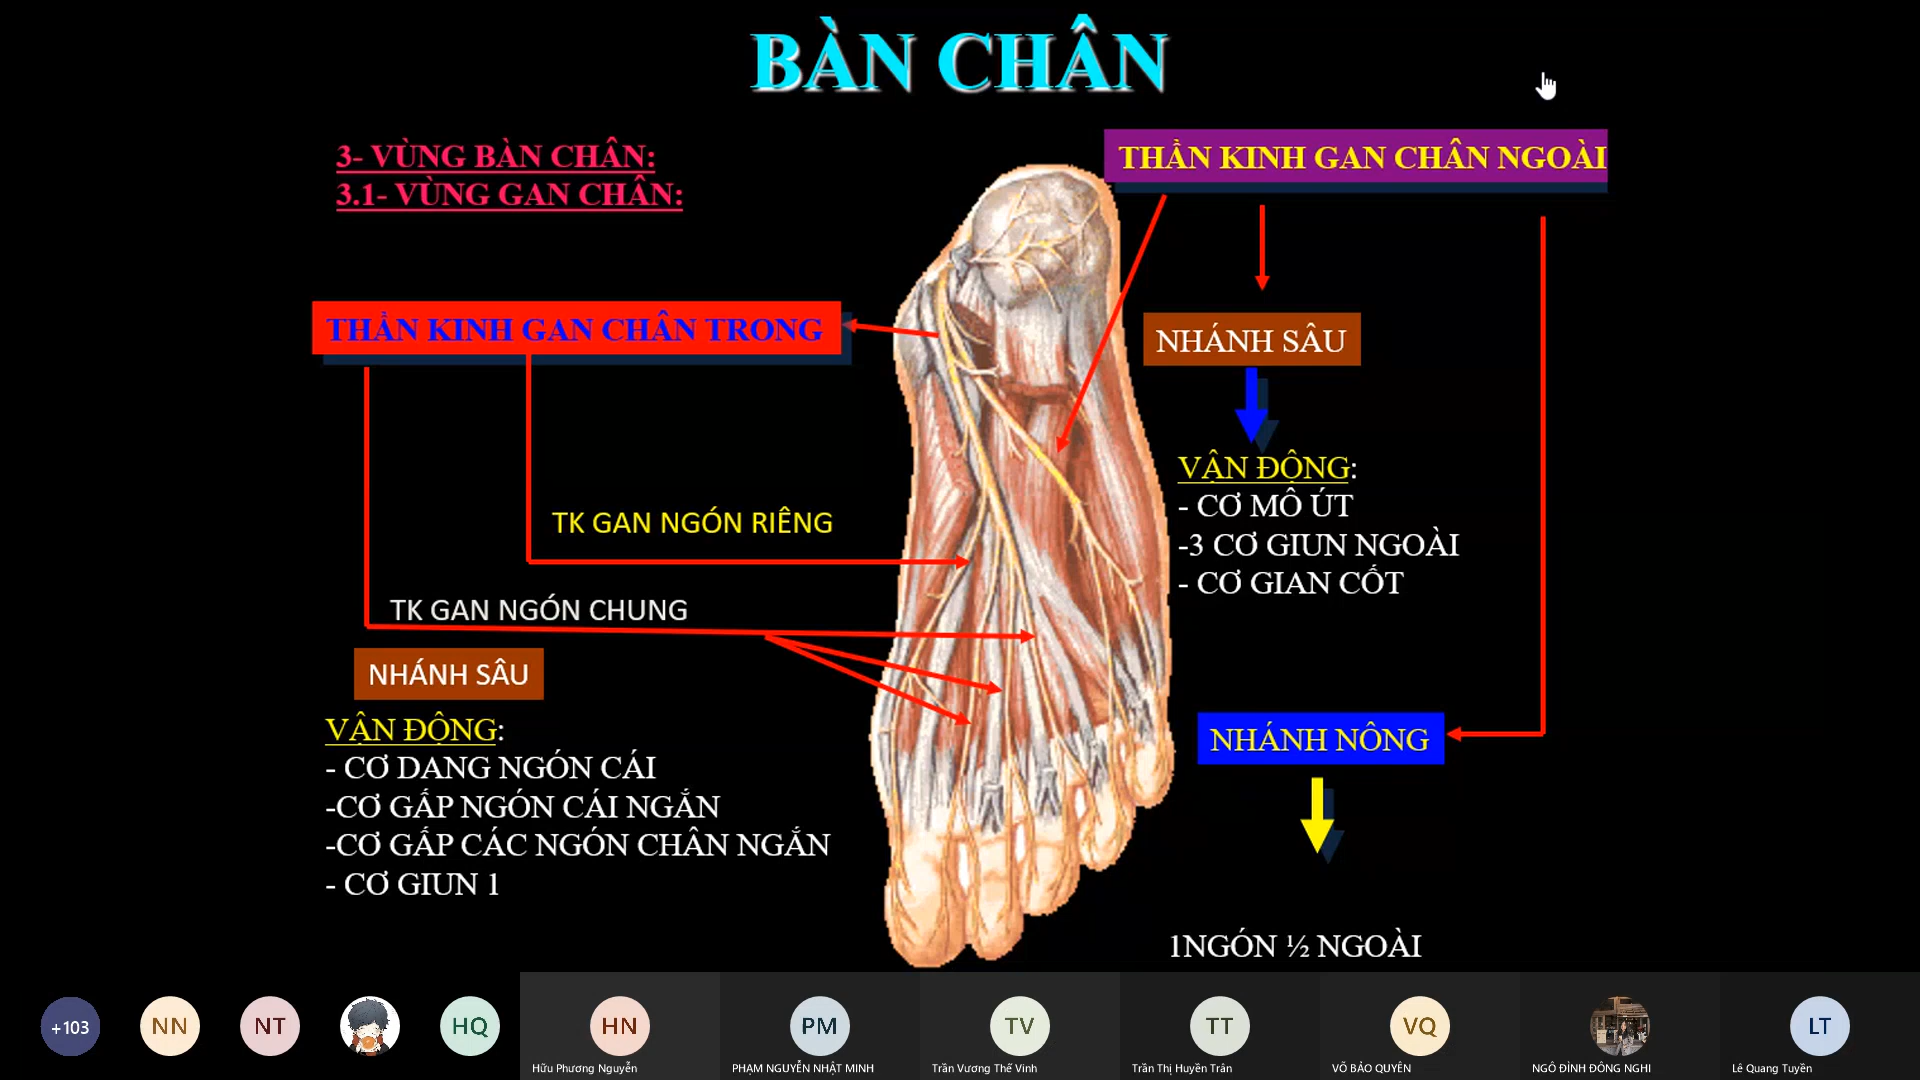 BÀN CHÂN
3- VÙNG BÀN CHÂN:
3.1- VÙNG GAN CHÂN:
THẦN KINH GAN CHÂN NGOÀI
THẦN KINH GAN CHÂN TRONG
NHÁNH SÂU
VẬN ĐỘNG:
- CƠ MÔ ÚT
-3 CƠ GIUN NGOÀI
- CƠ GIAN CỐT
TK GAN NGÓN RIÊNG
TK GAN NGÓN CHUNG
NHÁNH SÂU
VẬN ĐỘNG:
- CƠ DANG NGÓN CÁI
-CƠ GẤP NGÓN CÁI NGẮN
-CƠ GẤP CÁC NGÓN CHÂN NGẮN
- CƠ GIUN 1
NHÁNH NÔNG
1NGÓN ½ NGOÀI
+103
NN
NT
HQ
HN
PM
TV
TT
VQ
LT
Hữu Phương Nguyễn
PHẠM NGUYỄN NHẬT MINH
Trần Vương Thế Vinh
Trần Thị Huyền Trân
VÕ BẢO QUYÊN
NGÔ ĐÌNH ĐÔNG NGHI
Lê Quang Tuyền